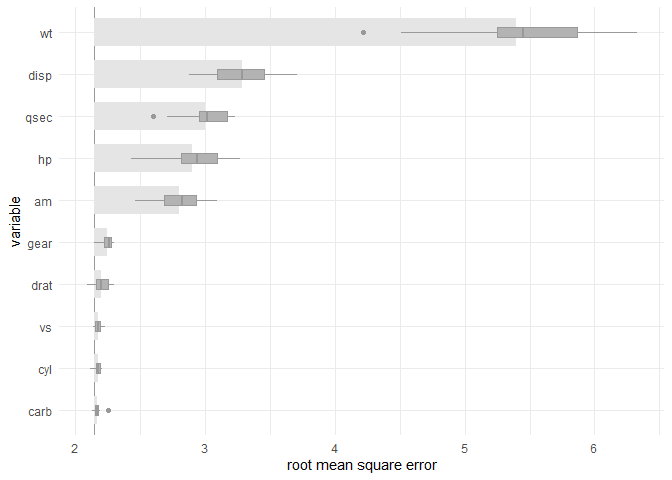 wt
disp
qsec
hp
am
gear
drat
vs
cyl
carb
variable
2 3 4 5 6
root mean square error